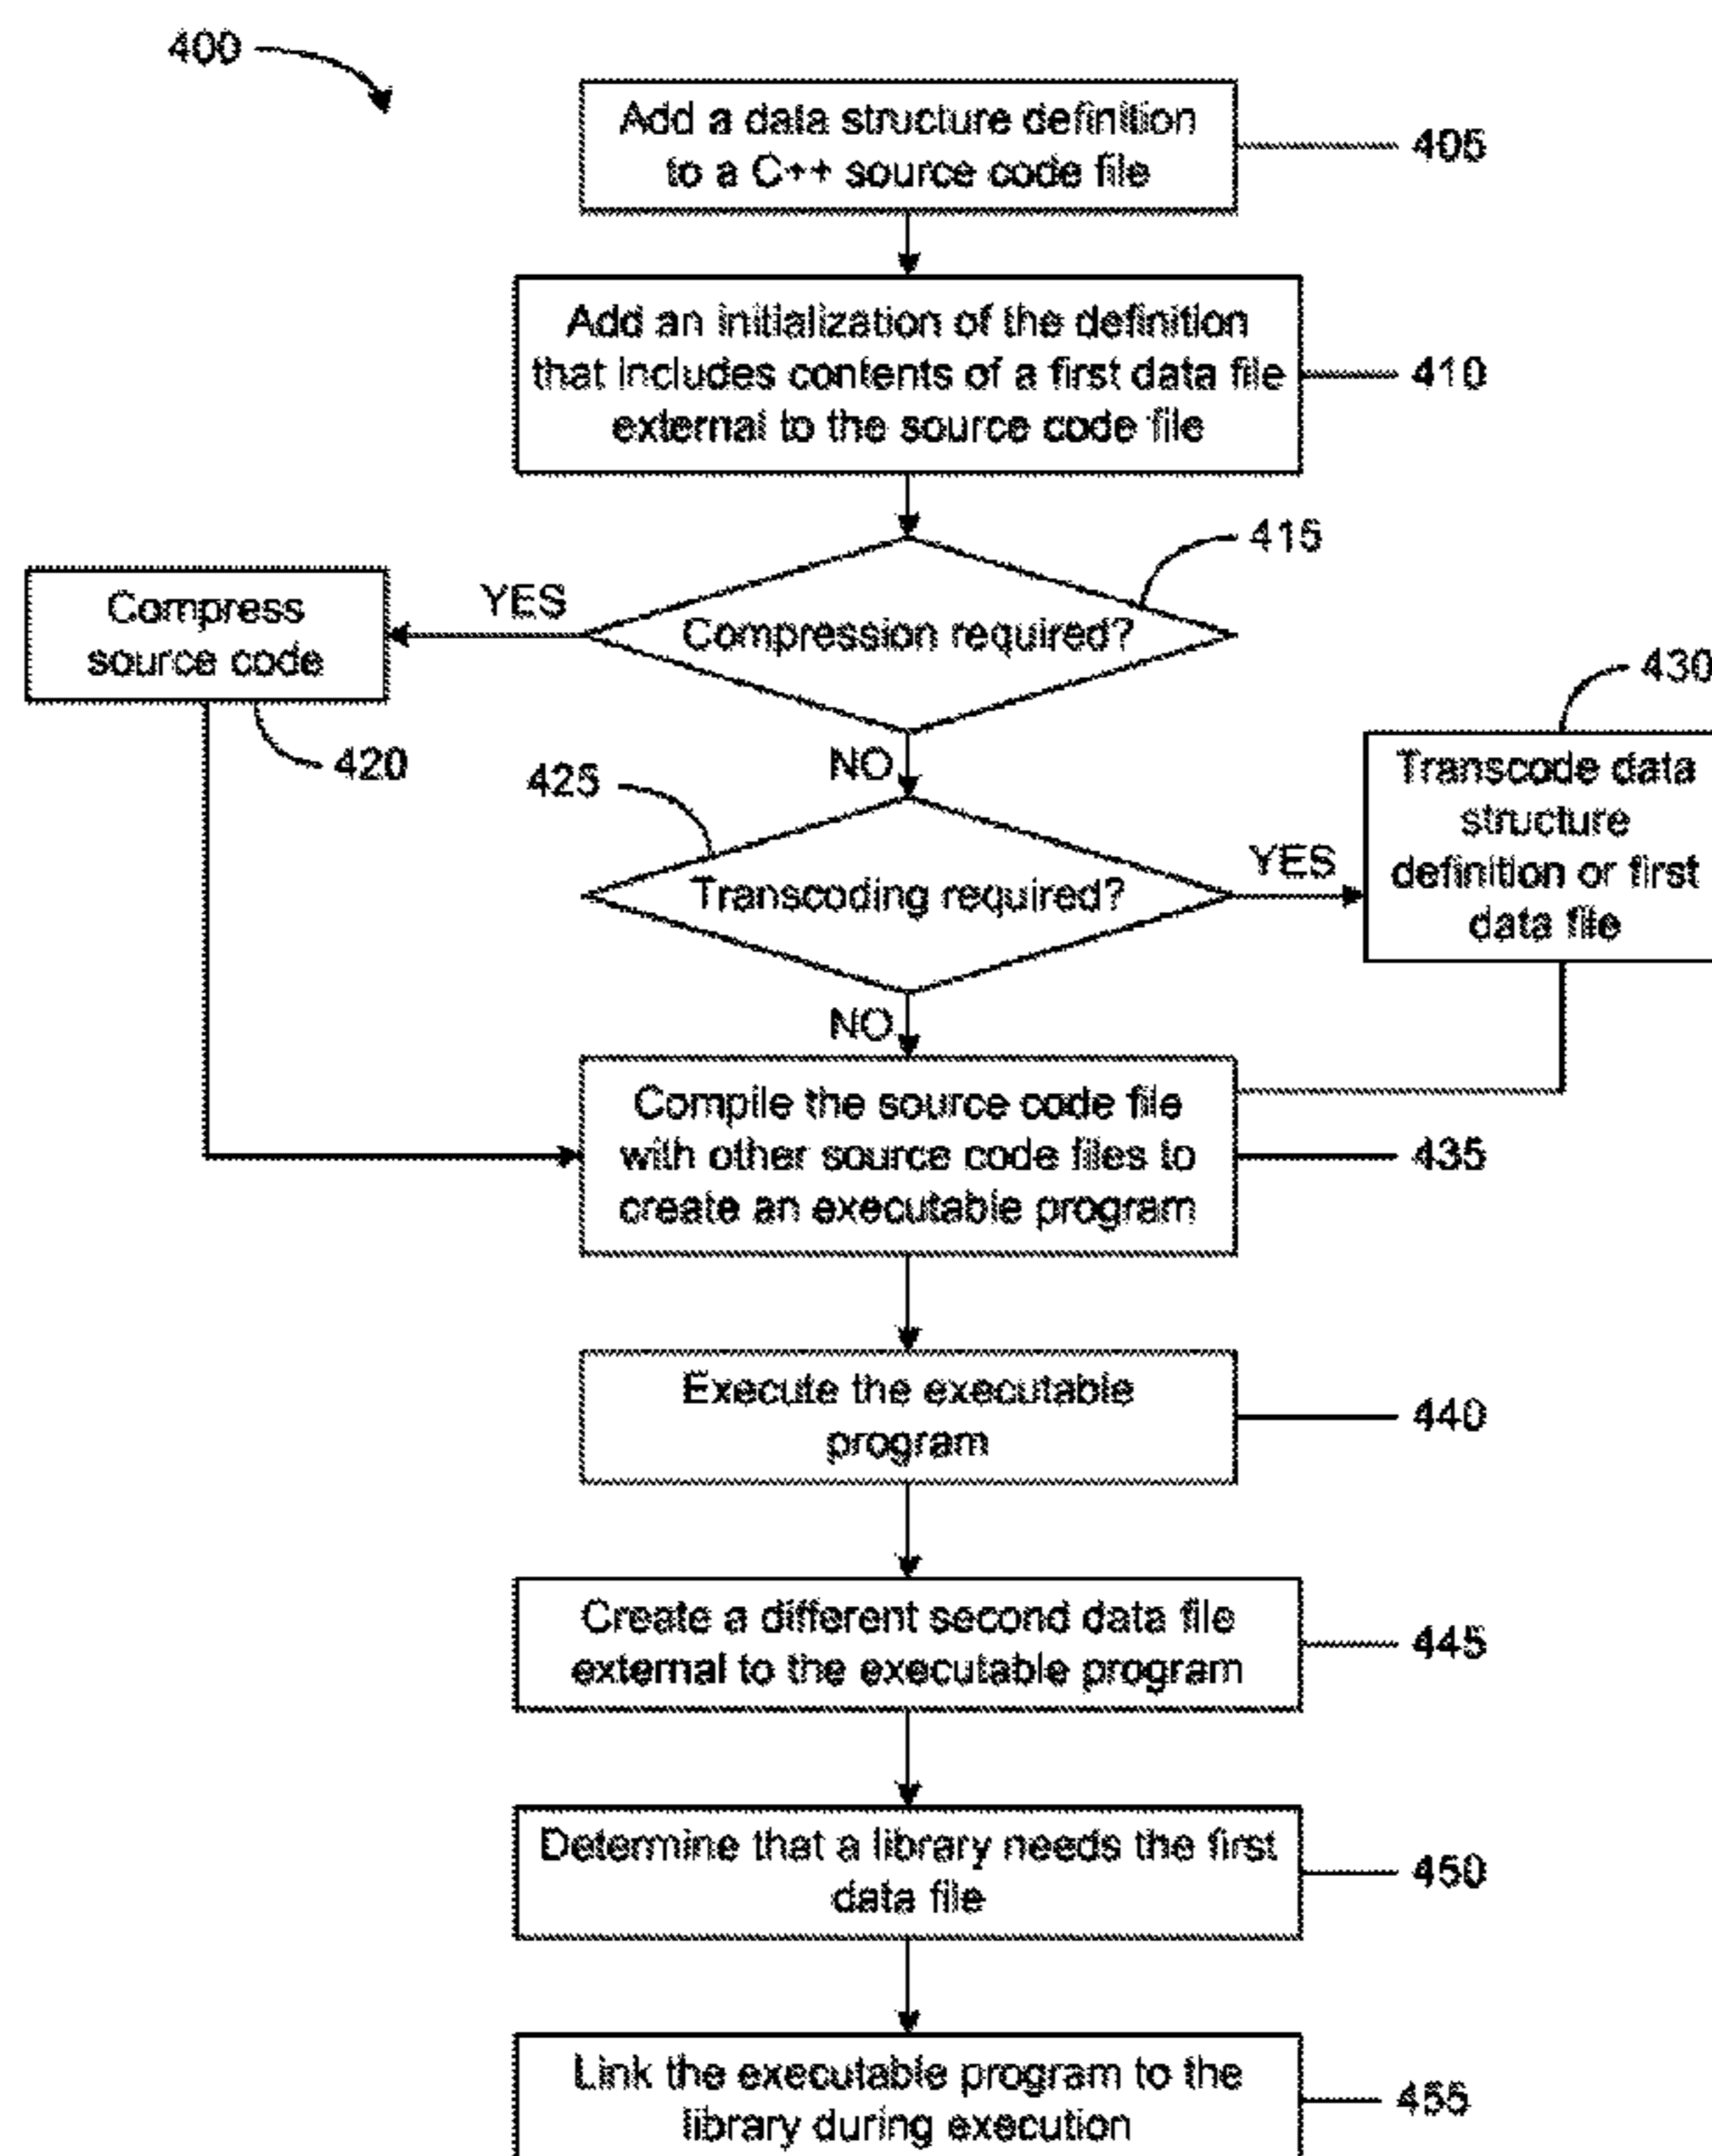 400
Add a data structure definition
to a C++ source code file
405
Add an initialization of the definition
that includes contents of a first data file
external to the source code file
410
415
Compression required?
YES
Compress
source code
420
NO
425
Transcoding required?
YES
430
Transcode data
structure
definition or first
data file
NO
Compile the source code file
with other source code files to
create an executable program
435
Execute the executable
program
440
Create a different second data file
external to the executable program
445
Determine that a library needs the first
data file
450
Link the executable program to the
library during execution
455